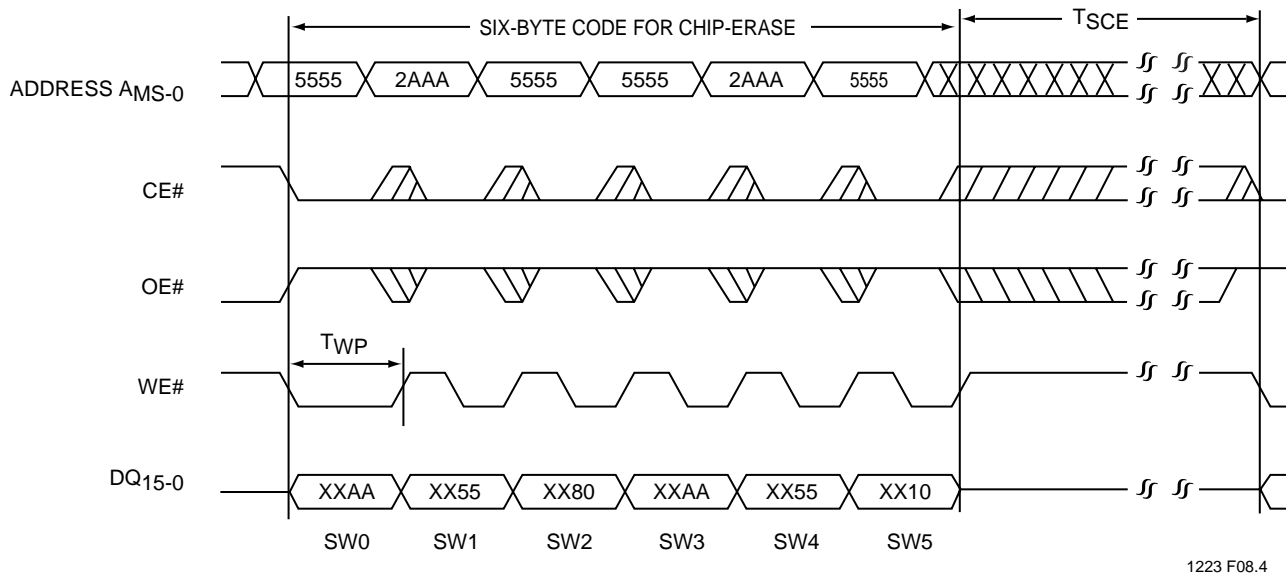 SIX-BYTE CODE FOR CHIP-ERASE
TSCE
ADDRESS AMS-0
5555 2AAA 5555 5555 2AAA 5555
CE#
OE#
TWP
WE#
DQ15-0
XXAA XX55 XX80 XXAA XX55 XX10
SW0 SW1 SW2 SW3 SW4 SW5
1223 F08.4